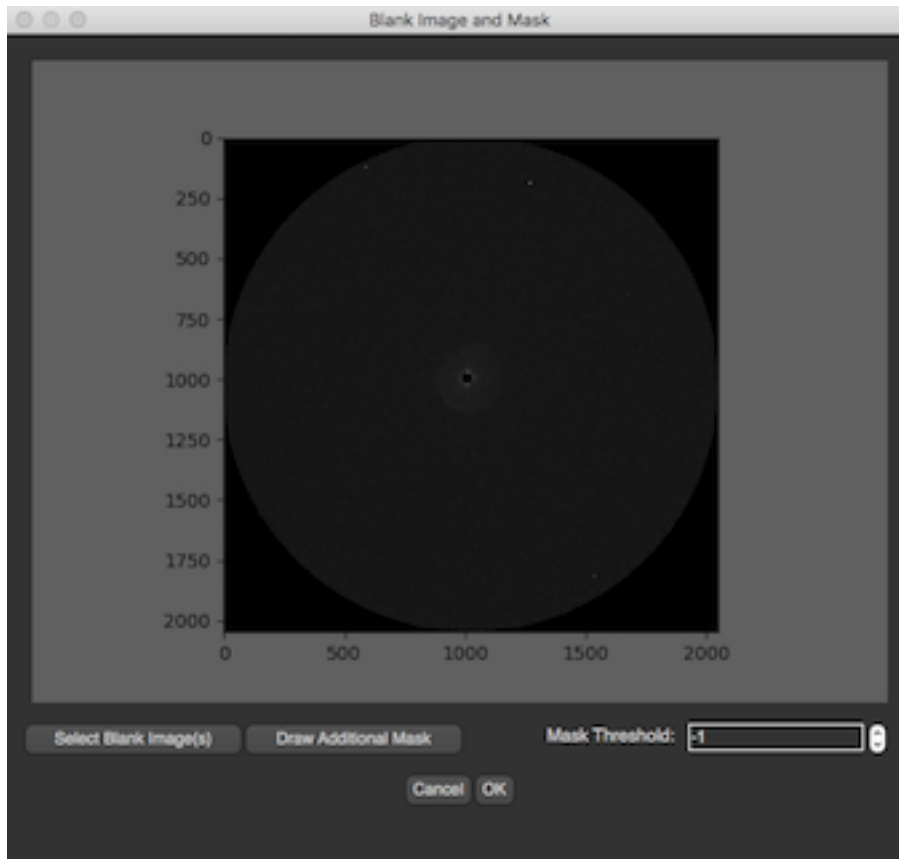 Blank Image and Mask
0
250
500
750
1000
1250
1500
1750
2000
0 500 1000 1500 2000
Select Blank Image(s) Draw Additional Mask Mask Threshold: -1
Cancel OK